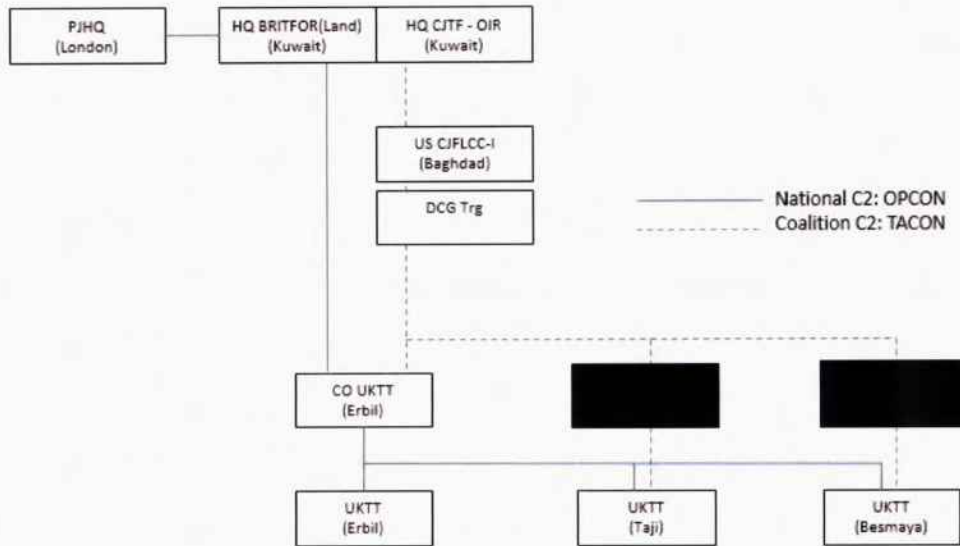 PJHQ
(London)
HQ BRITFOR(Land)
(Kuwait)
HQ CJTF - OIR
(Kuwait)
US CJFLCC-I
(Baghdad)
DCG Trg
National C2: OPCON
Coalition C2: TACON
CO UKTT
(Erbil)
UKTT
(Erbil)
UKTT
(Taji)
UKTT
(Besmaya)